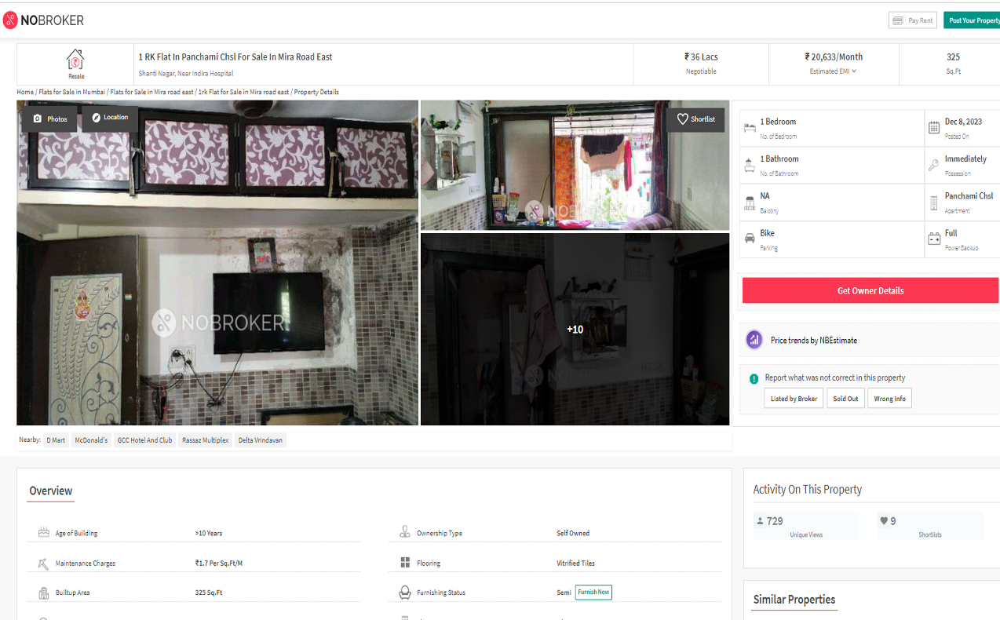 NOBROKER
Pay Rent
Post Your Property
Resale
1 RK Flat In Panchami Chsl For Sale In Mira Road East
Shanti Nagar, Near Indira Hospital
₹ 36 Lacs
Negotiable
₹ 20,633/Month
Estimated EMI
325
Sq.Ft
Home / Flats for Sale in Mumbai / Flats for Sale in Mira road east / 1rk Flat for Sale in Mira road east / Property Details
Photos
Location
Shortlist
NOBROKER
NOBROKER
+10
NOBROKER
1 Bedroom
No. of Bedroom
Dec 8, 2023
Posted On
1 Bathroom
No. of Bathroom
Immediately
Possession
NA
Balcony
Panchami Chsl
Apartment
Bike
Parking
Full
Power Backup
Get Owner Details
Price trends by NBEstimate
Report what was not correct in this property
Listed by Broker
Sold Out
Wrong Info
Nearby: D Mart McDonald's GCC Hotel And Club Rassaz Multiplex Delta Vrindavan
Overview
Age of Building >10 Years
Ownership Type Self Owned
Maintenance Charges ₹1.7 Per Sq.Ft/M
Flooring Vitrified Tiles
Builtup Area 325 Sq.Ft
Furnishing Status Semi Furnish Now
Activity On This Property
729
Unique Views
9
Shortlists
Similar Properties